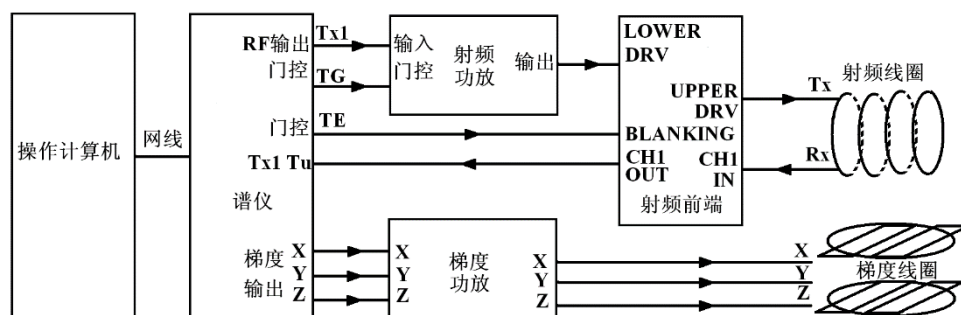 操作计算机
网线
RF输出
门控
门控
Tx1 Tu
谱仪
梯度
输出
X
Y
Z
Tx1
TG
TE
输入
门控
射频
功放
输出
LOWER
DRV
UPPER
DRV
BLANKING
CH1
OUT
CH1
IN
射频前端
Tx
射频线圈
Rx
X
Y
Z
梯度
功放
X
Y
Z
X
Y
Z
梯度线圈